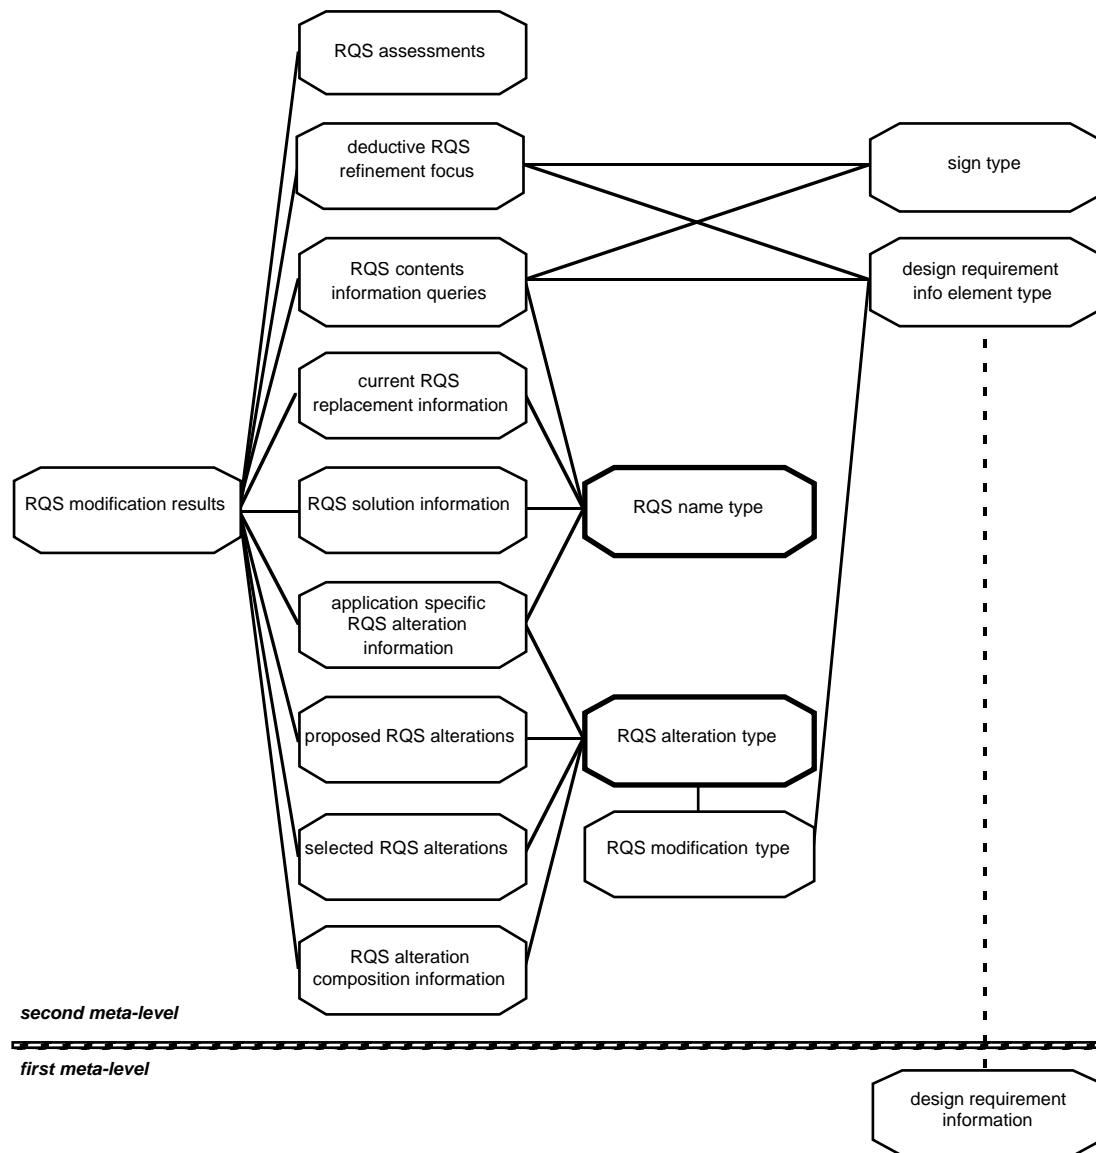 RQS assessments
deductive RQS
refinement focus
sign type
RQS contents
information queries
design requirement
info element type
current RQS
replacement information
RQS modification results
RQS solution information
RQS name type
application specific
RQS alteration
information
proposed RQS alterations
RQS alteration type
selected RQS alterations
RQS modification type
RQS alteration
composition information
second meta-level
first meta-level
design requirement
information